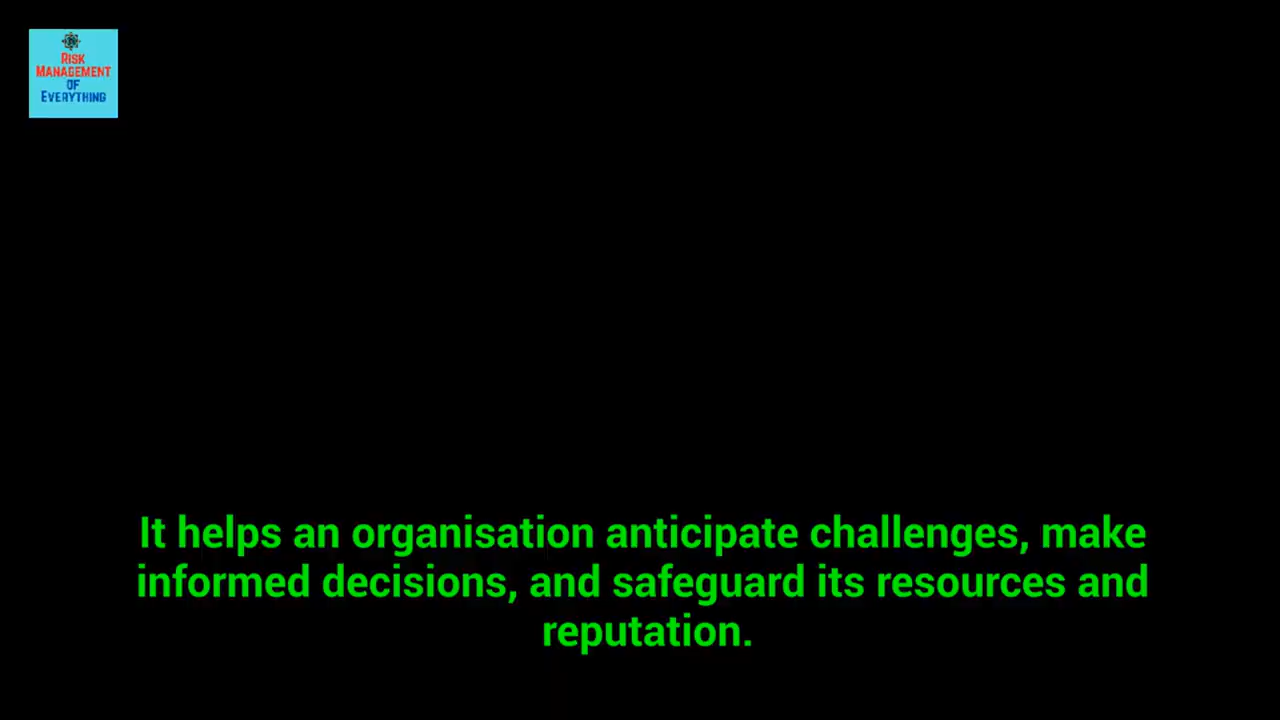 Risk
Management
of
Everything
It helps an organisation anticipate challenges, make
informed decisions, and safeguard its resources and
reputation.